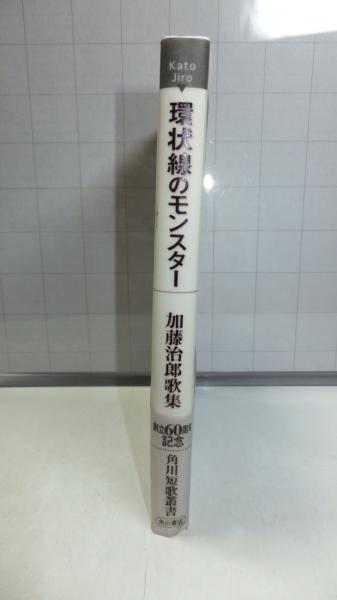 Kato
Jiro
環状線のモンスター
加藤治郎歌集
創立60周年
記念
角川短歌叢書
角川書店